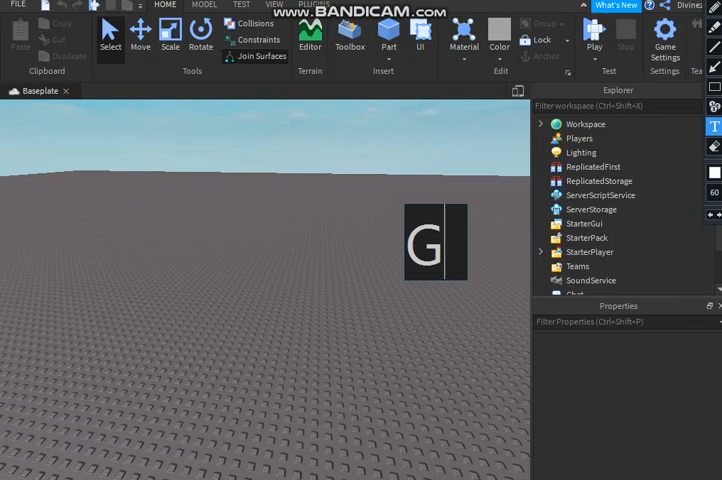 www.BANDICAM.com
FILE HOME MODEL TEST VIEW PLUGINS
What's New Divine
Paste Copy Cut Duplicate
Select Move Scale Rotate
Collisions
Constraints
Join Surfaces
Editor Toolbox Part UI
Material Color
Group
Lock
Anchor
Play Stop
Game Settings
Clipboard Tools Terrain Insert Edit Test Settings
Baseplate
G
Explorer
Filter workspace (Ctrl+Shift+X)
Workspace
Players
Lighting
ReplicatedFirst
ReplicatedStorage
ServerScriptService
ServerStorage
StarterGui
StarterPack
StarterPlayer
Teams
SoundService
Chat
Properties
Filter Properties (Ctrl+Shift+P)
T
60